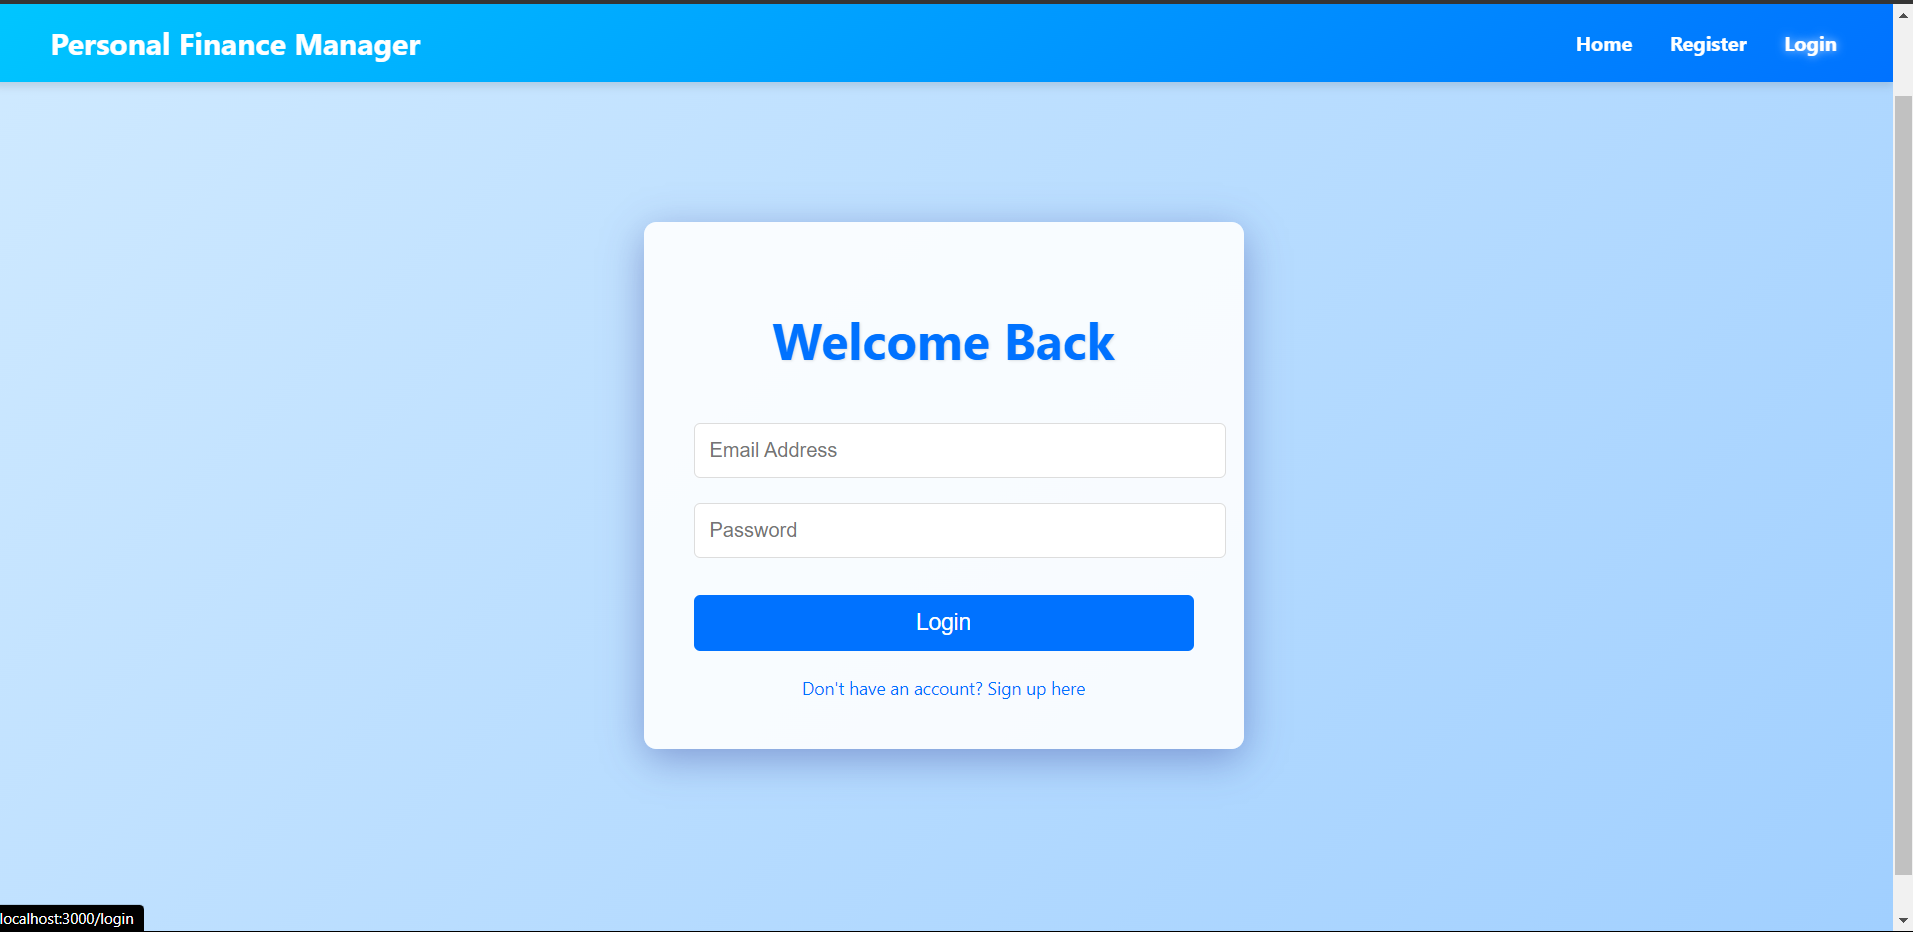 Personal Finance Manager
Home Register Login
Welcome Back
Email Address
Password
Login
Don't have an account? Sign up here
localhost:3000/login